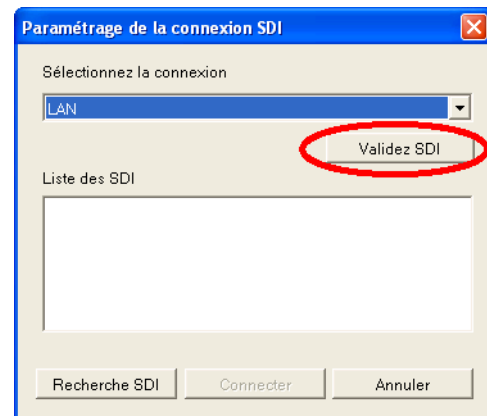 Paramétrage de la connexion SDI
Sélectionnez la connexion
LAN
Validez SDI
Liste des SDI
Recherche SDI
Connecter
Annuler